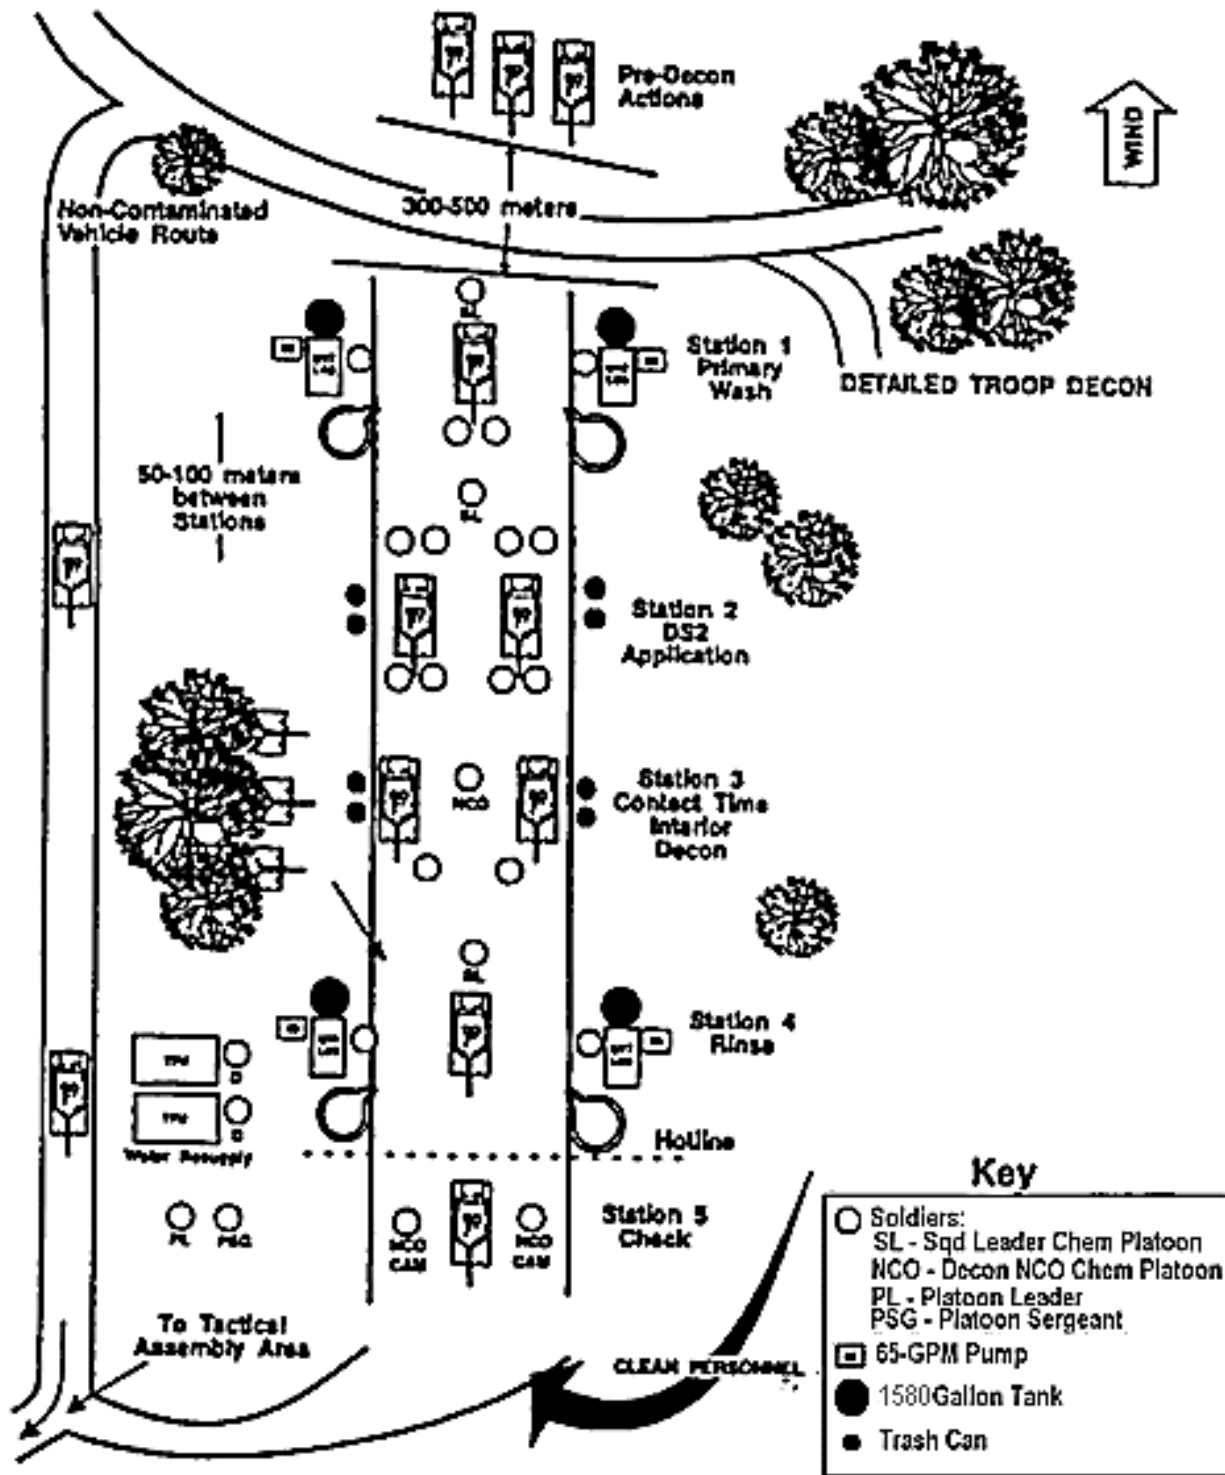 Pre-Decon
Actions
WIND
Non-Contaminated
Vehicle Route
300-500 meters
Station 1
Primary
Wash
DETAILED TROOP DECON
50-100 meters
between
Stations
SL
Station 2
DS2
Application
Station 3
Contact Time
Interior
Decon
NCO
SL
Station 4
Rinse
TPU
TPU
Water Resupply
Hotline
PL PSG
NCO
CAM
NCO
CAM
Station 5
Check
To Tactical
Assembly Area
CLEAN PERSONNEL
Key
Soldiers:
SL - Sqd Leader Chem Platoon
NCO - Decon NCO Chem Platoon
PL - Platoon Leader
PSG - Platoon Sergeant
65-GPM Pump
1580Gallon Tank
Trash Can